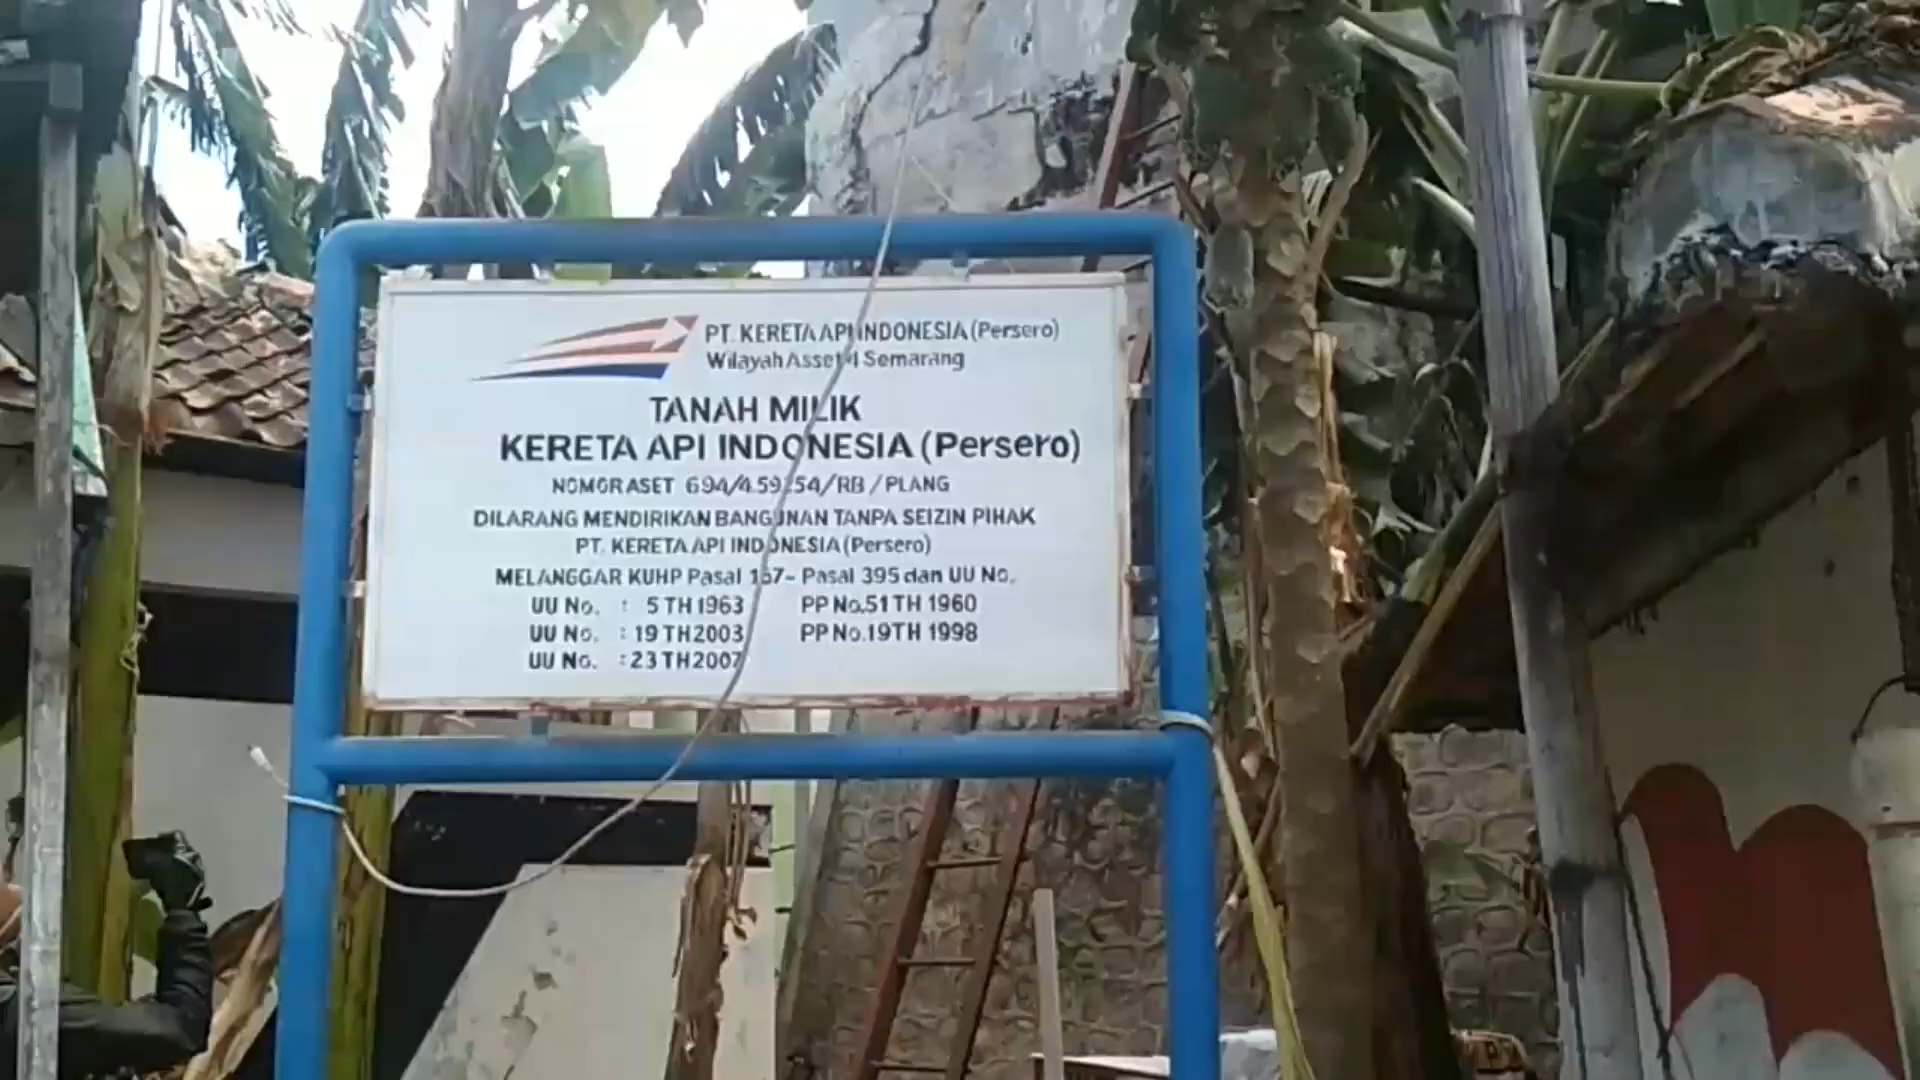 PT. KERETA API INDONESIA (Persero)
Wilayah Asset 4 Semarang
TANAH MILIK
KERETA API INDONESIA (Persero)
NOMOR ASET 694/4.59254/RB/PLANG
DILARANG MENDIRIKAN BANGUNAN TANPA SEIZIN PIHAK
PT. KERETA API INDONESIA (Persero)
MELANGGAR KUHP Pasal 167- Pasal 395 dan UU No.
UU No. : 5 TH 1963 PP No.51 TH 1960
UU No. : 19 TH 2003 PP No.19 TH 1998
UU No. : 23 TH 2007